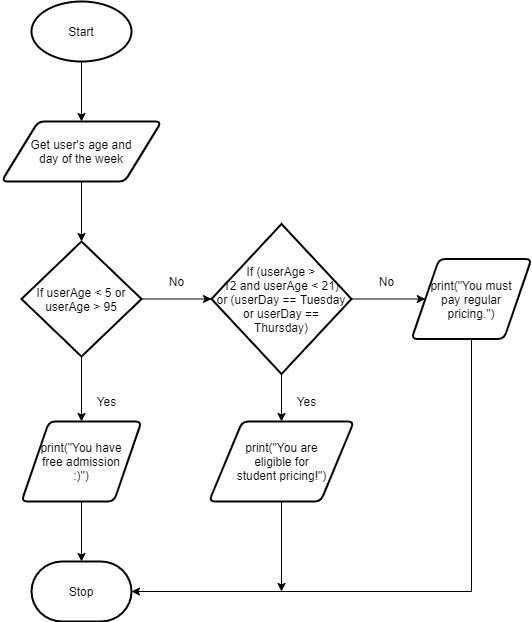 Start
Get user's age and
day of the week
If userAge < 5 or
userAge > 95
No
If (userAge >
12 and userAge < 21)
or (userDay == Tuesday
or userDay ==
Thursday)
No
print("You must
pay regular
pricing.")
Yes
Yes
print("You have
free admission
:)")
print("You are
eligible for
student pricing!")
Stop